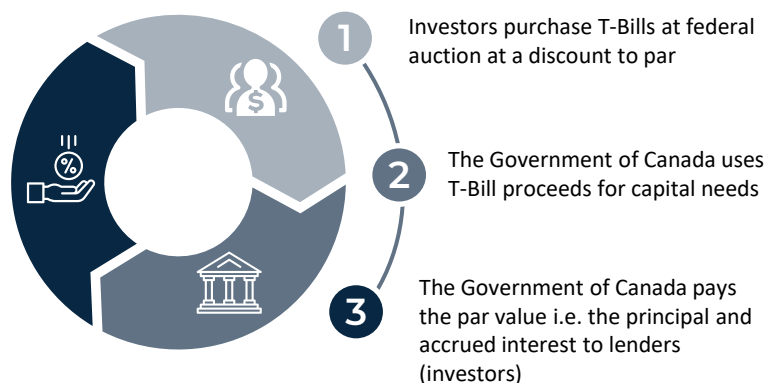 1
Investors purchase T-Bills at federal
auction at a discount to par
$
%
2
The Government of Canada uses
T-Bill proceeds for capital needs
3
The Government of Canada pays
the par value i.e. the principal and
accrued interest to lenders
(investors)